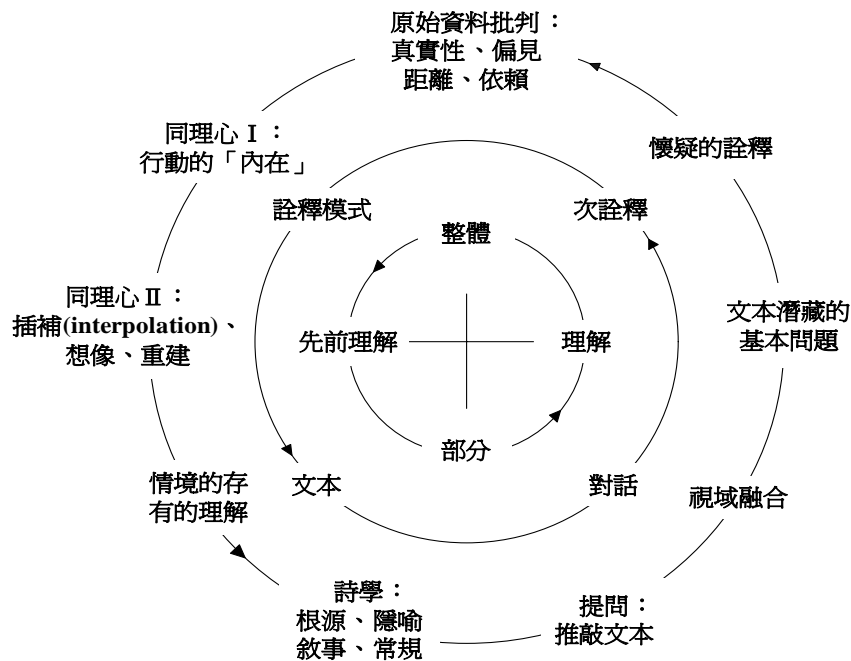 原始資料批判：
真實性、偏見
距離、依賴
同理心Ⅰ：
行動的「內在」
懷疑的詮釋
詮釋模式
次詮釋
整體
同理心Ⅱ：
插補(interpolation)、
想像、重建
先前理解
理解
文本潛藏的
基本問題
部分
情境的存
有的理解
文本
對話
視域融合
詩學：
根源、隱喻
敘事、常規
提問：
推敲文本